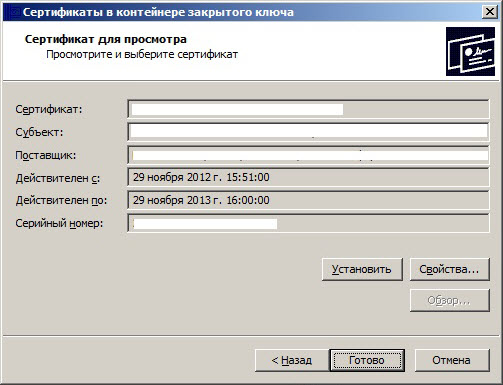 Сертификаты в контейнере закрытого ключа
Сертификат для просмотра
Просмотрите и выберите сертификат
Сертификат:
Субъект:
Поставщик:
Действителен с: 29 ноября 2012 г. 15:51:00
Действителен по: 29 ноября 2013 г. 16:00:00
Серийный номер:
Установить Свойства...
Обзор...
< Назад Готово Отмена